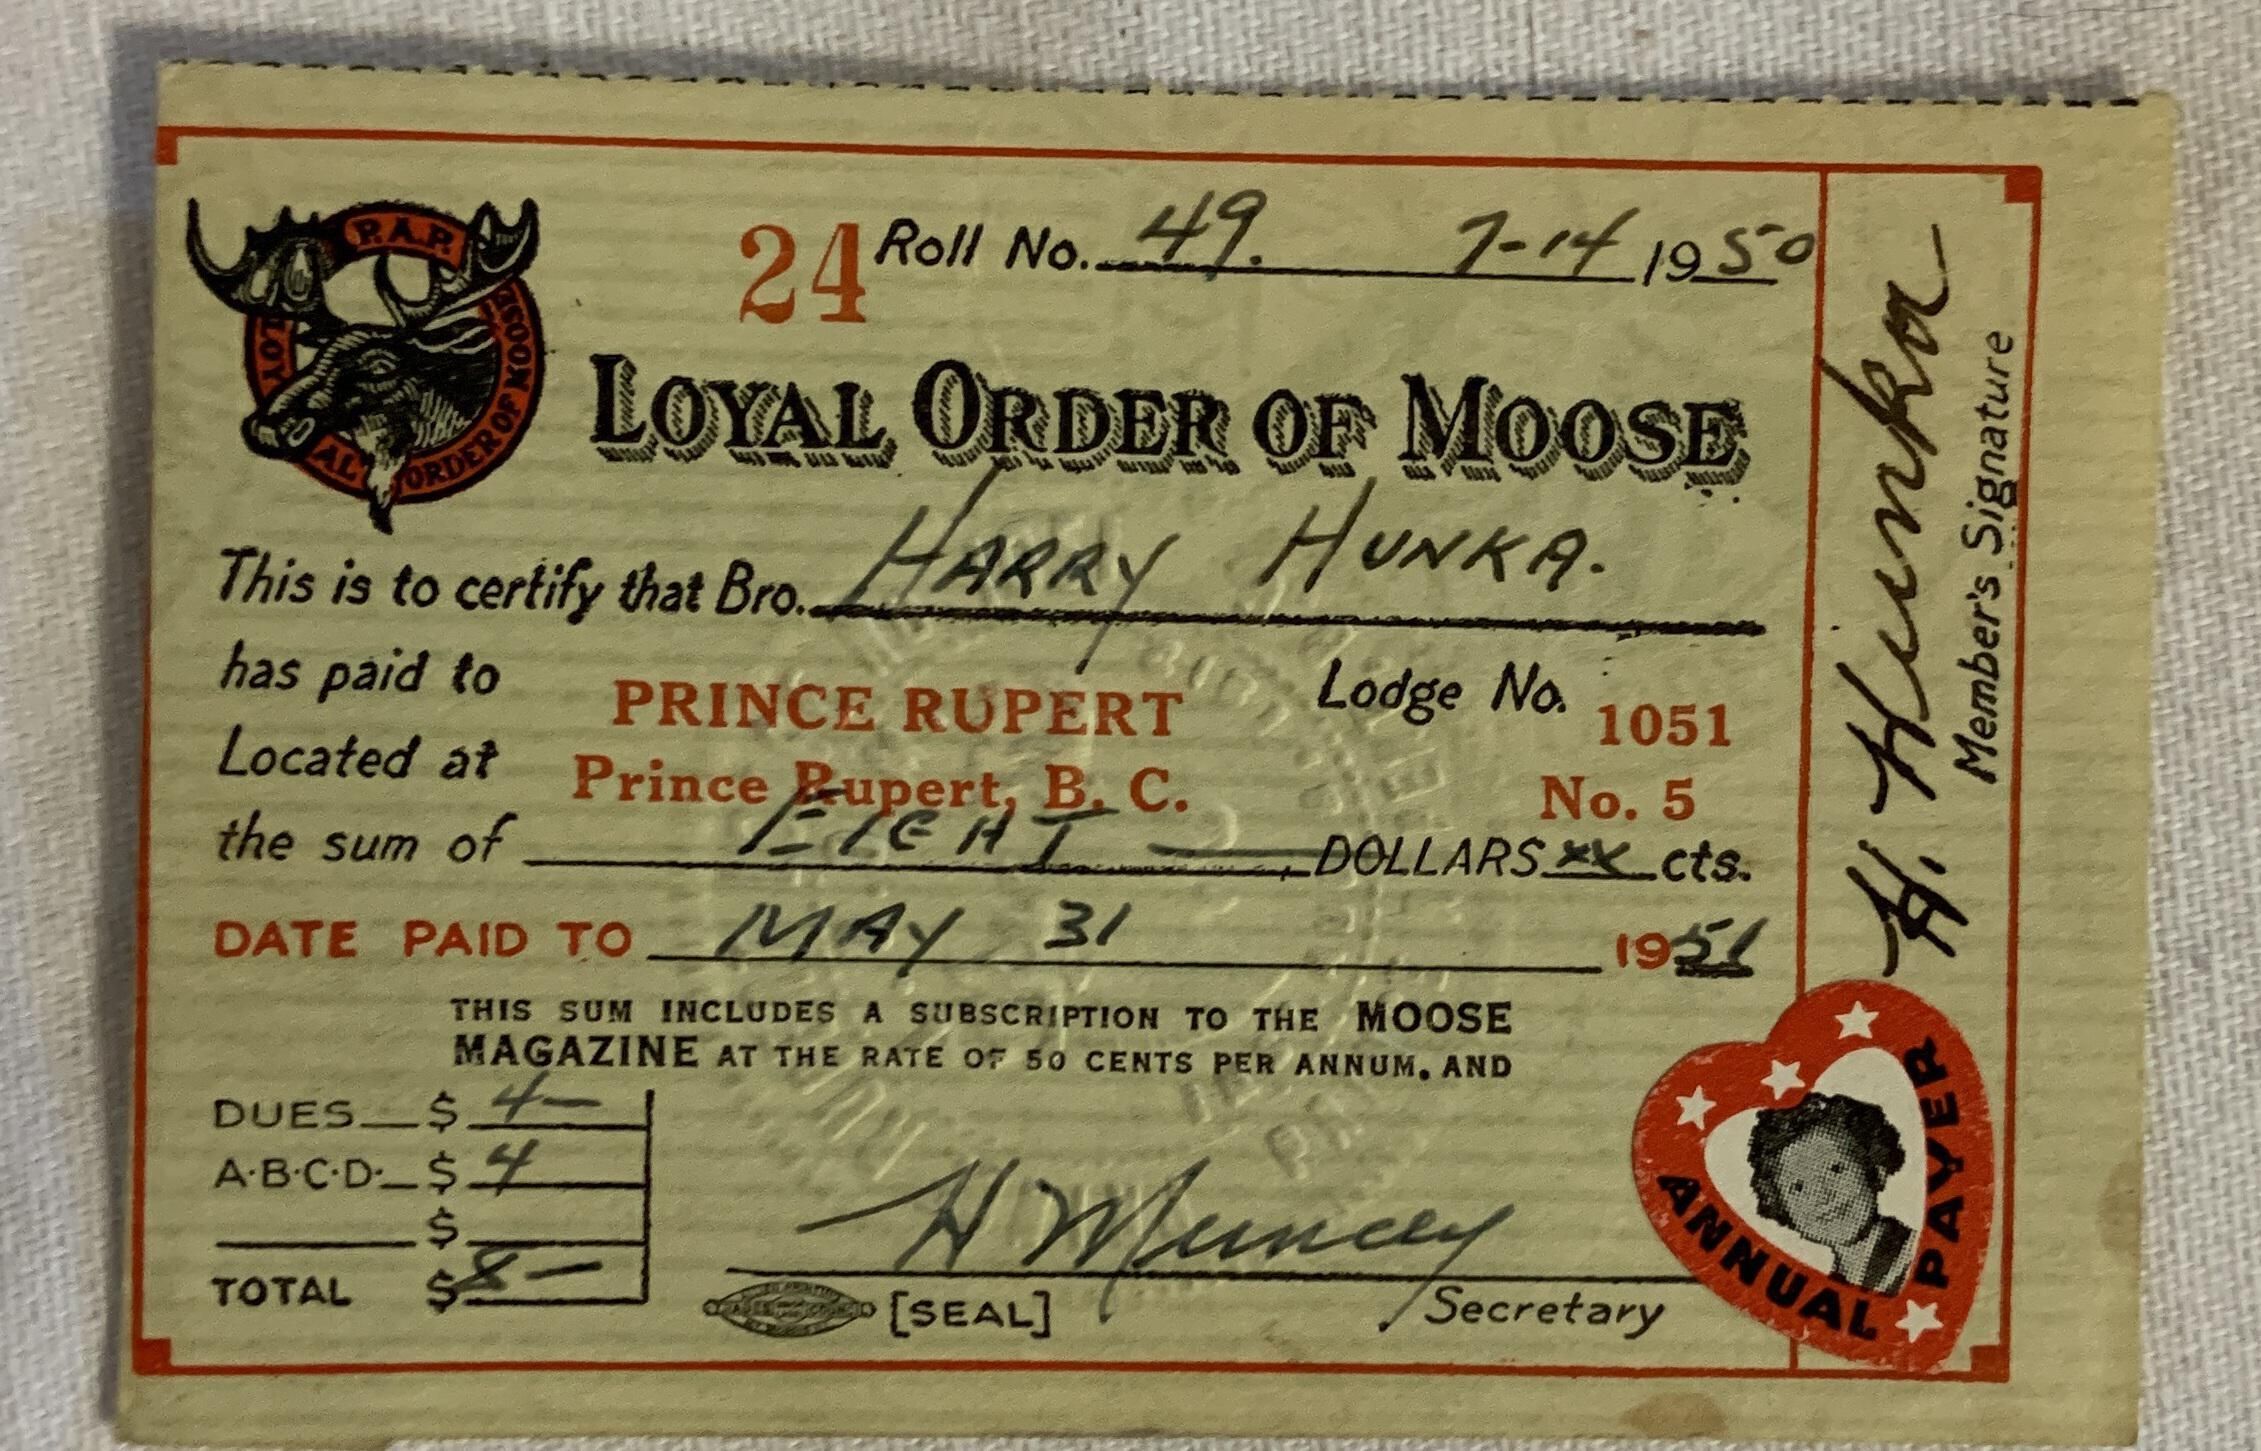 P.A.P.
LOYAL ORDER OF MOOSE
24 Roll No. 49. 7-14 1950
LOYAL ORDER OF MOOSE
This is to certify that Bro. HARRY HUNKA.
has paid to PRINCE RUPERT Lodge No. 1051
Located at Prince Rupert, B. C. No. 5
the sum of EIGHT DOLLARS xx cts.
DATE PAID TO MAY 31 1951
THIS SUM INCLUDES A SUBSCRIPTION TO THE MOOSE
MAGAZINE AT THE RATE OF 50 CENTS PER ANNUM. AND
DUES $ 4—
A·B·C·D· $ 4
$
TOTAL $ 8—
H Muncey
[SEAL] Secretary
H. Hunka
Member's Signature
ANNUAL PAYER